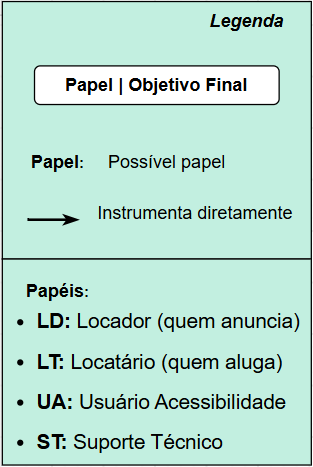 Legenda
Papel | Objetivo Final
Papel: Possível papel
Instrumenta diretamente
Papéis:
• LD: Locador (quem anuncia)
• LT: Locatário (quem aluga)
• UA: Usuário Acessibilidade
• ST: Suporte Técnico